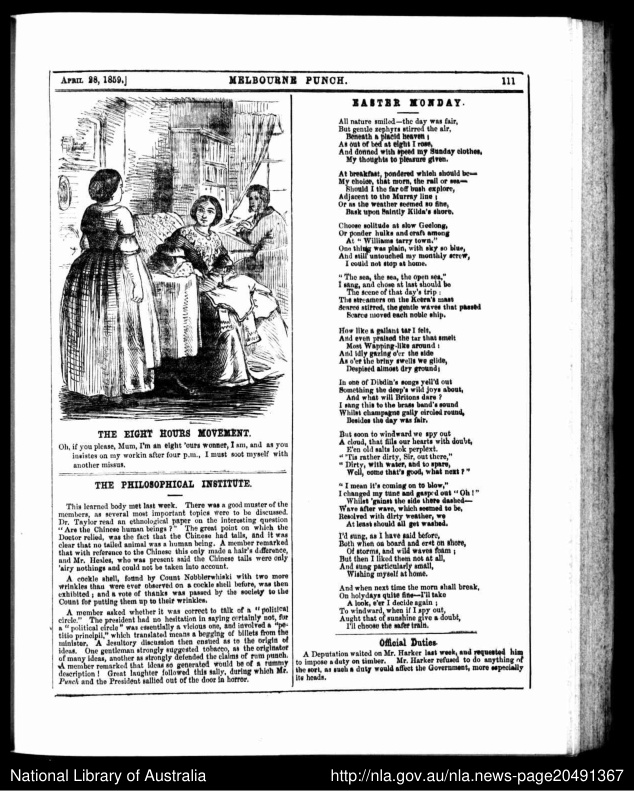 APRIL 28, 1859.]
MELBOURNE PUNCH.
111
THE EIGHT HOURS MOVEMENT.
Oh, if you please, Mum, I'm an eight 'ours wonner, I am, and as you
insistes on my workin after four p.m., I must soot myself with
another missus.
THE PHILOSOPHICAL INSTITUTE.
This learned body met last week. There was a good muster of the
members, as several most important topics were to be discussed.
Dr. Taylor read an ethnological paper on the interesting question
"Are the Chinese human beings?" The great point on which the
Doctor relied, was the fact that the Chinese had tails, and it was
clear that no tailed animal was a human being. A member remarked
that with reference to the Chinese this only made a hair's difference,
and Mr. Hesles, who was present said the Chinese tails were only
'airy nothings and could not be taken into account.
A cockle shell, found by Count Nobblerwhiski with two more
wrinkles than were ever observed on a cockle shell before, was then
exhibited; and a vote of thanks was passed by the society to the
Count for putting them up to their wrinkles.
A member asked whether it was correct to talk of a "political
circle." The president had no hesitation in saying certainly not, for
a "political circle" was essentially a vicious one, and involved a "pe-
titio principii," which translated means a begging of billets from the
minister. A Jesuitory discussion then ensued as to the origin of
ideas. One gentleman strongly suggested tobacco, as the originator
of many ideas, another as strongly defended the claims of rum punch.
A member remarked that ideas so generated would be of a rummy
description! Great laughter followed this sally, during which Mr.
Punch and the President sallied out of the door in horror.
EASTER MONDAY.
All nature smiled—the day was fair,
But gentle zephyrs stirred the air,
Beneath a placid heaven;
As out of bed at eight I rose,
And donned with speed my Sunday clothes,
My thoughts to pleasure given.
At breakfast, pondered which should be—
My choice, that morn, the rail or sea—
Should I the far off bush explore,
Adjacent to the Murray line;
Or as the weather seemed so fine,
Bask upon Saintly Kilda's shore.
Choose solitude at slow Geelong,
Or ponder hulks and craft among
At "Williams tarry town."
One thing was plain, with sky so blue,
And still untouched my monthly screw,
I could not stop at home.
"The sea, the sea, the open sea,"
I sang, and chose at last should be
The scene of that day's trip:
The streamers on the Keera's mast
Scarce stirred, the gentle waves that passed
Scarce moved each noble ship.
How like a gallant tar I felt,
And even praised the tar that smelt
Most Wapping-like around:
And idly gazing o'er the side
As o'er the briny swells we glide,
Despised almost dry ground;
In one of Dibdin's songs yell'd out
Something the deep's wild joys about,
And what will Britons dare?
I sang this to the brass band's sound
Whilst champagne gaily circled round,
Besides the day was fair.
But soon to windward we spy out
A cloud, that fills our hearts with doubt,
E'en old salts look perplext.
"'Tis rather dirty, Sir, out there,"
"Dirty, with water, and to spare,
Well, come that's good, what next?"
"I mean it's coming on to blow,"
I changed my tune and gasp'd out "Oh!"
Whilst 'gainst the side there dashed—
Wave after wave, which seemed to be,
Resolved with dirty weather, we
At least should all get washed.
I'd sung, as I have said before,
Both when on board and erst on shore,
Of storms, and wild waves foam;
But then I liked them not at all,
And sung particularly small,
Wishing myself at home.
And when next time the morn shall break,
On holydays quite fine—I'll take
A look, e'er I decide again;
To windward, when if I spy out,
Aught that of sunshine give a doubt,
I'll choose the safer train.
Official Duties.
A Deputation waited on Mr. Harker last week, and requested him
to impose a duty on timber. Mr. Harker refused to do anything of
the sort, as such a duty would affect the Government, more especially
its heads.
National Library of Australia
http://nla.gov.au/nla.news-page20491367